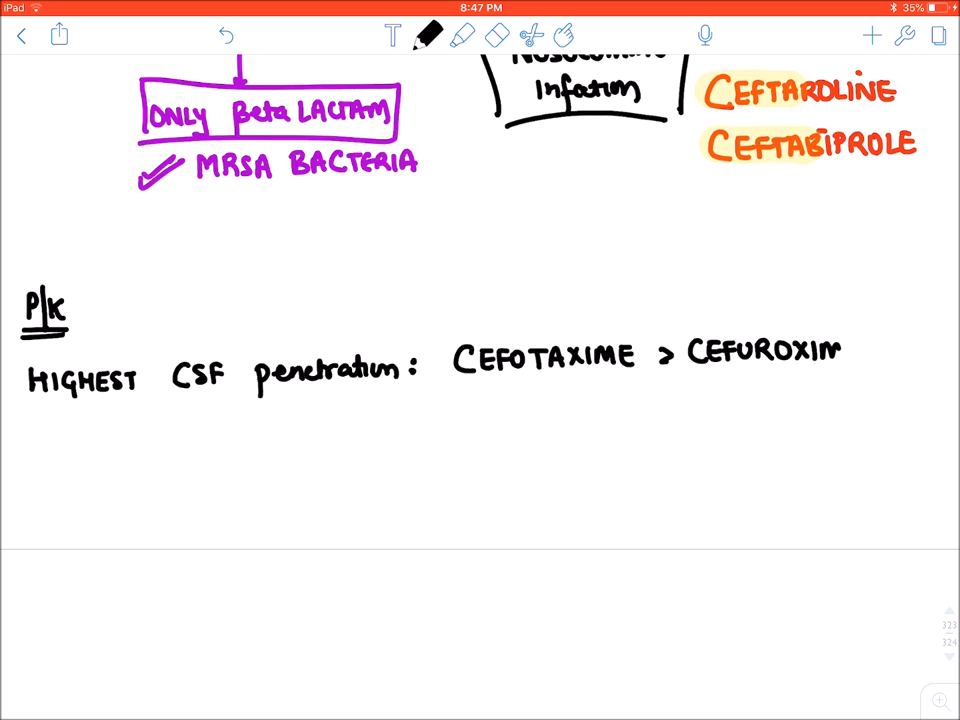 iPad 8:47 PM 35%
Infation
ONLY Beta LACTAM
MRSA BACTERIA
CEFTAROLINE
CEFTABIPROLE
P|K
HIGHEST CSF penetration: CEFOTAXIME > CEFUROXIM
323
324